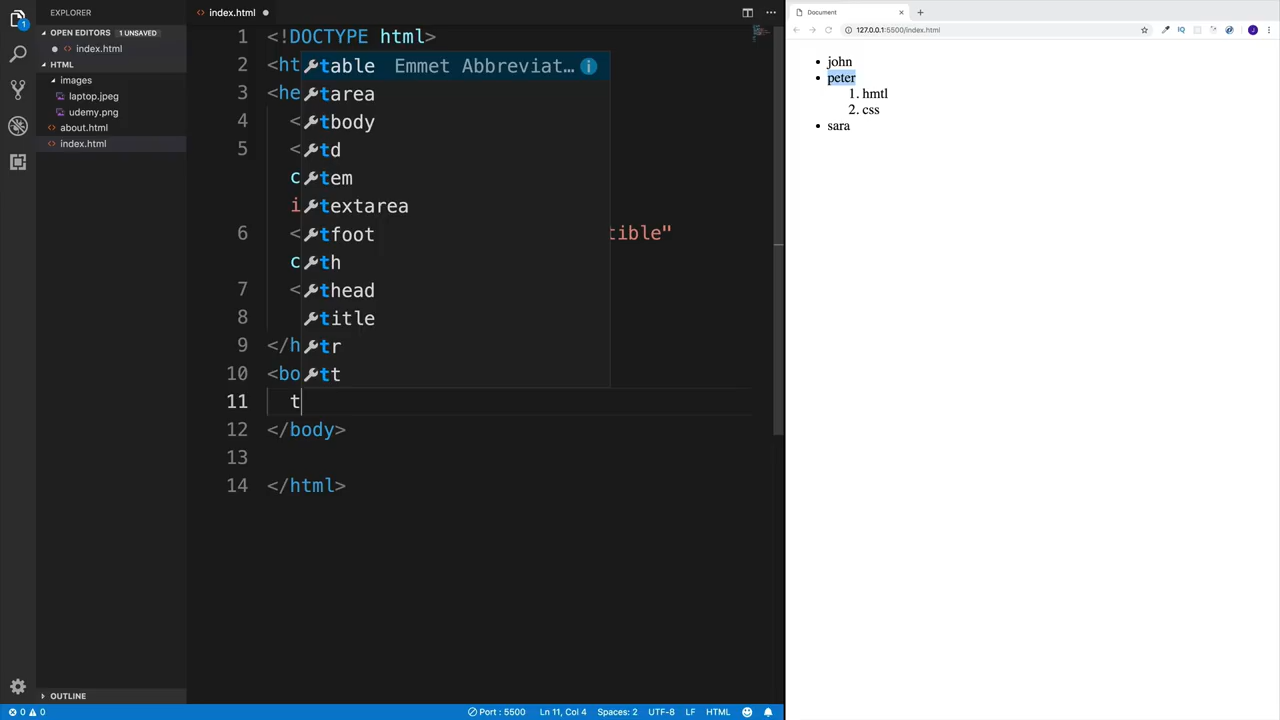 EXPLORER
OPEN EDITORS 1 UNSAVED
index.html
HTML
images
laptop.jpeg
udemy.png
about.html
index.html
OUTLINE
1
index.html
1 <!DOCTYPE html>
2 <ht
3 <he
4 <
5 <
c
i
6 < tible"
c
7 <
8
9 </h
10 <bo
11 t
12 </body>
13
14 </html>
table Emmet Abbreviat…
tarea
tbody
td
tem
textarea
tfoot
th
thead
title
tr
tt
0 0
Port : 5500 Ln 11, Col 4 Spaces: 2 UTF-8 LF HTML
Document
127.0.0.1:5500/index.html
IQ
J
john
peter
1. hmtl
2. css
sara